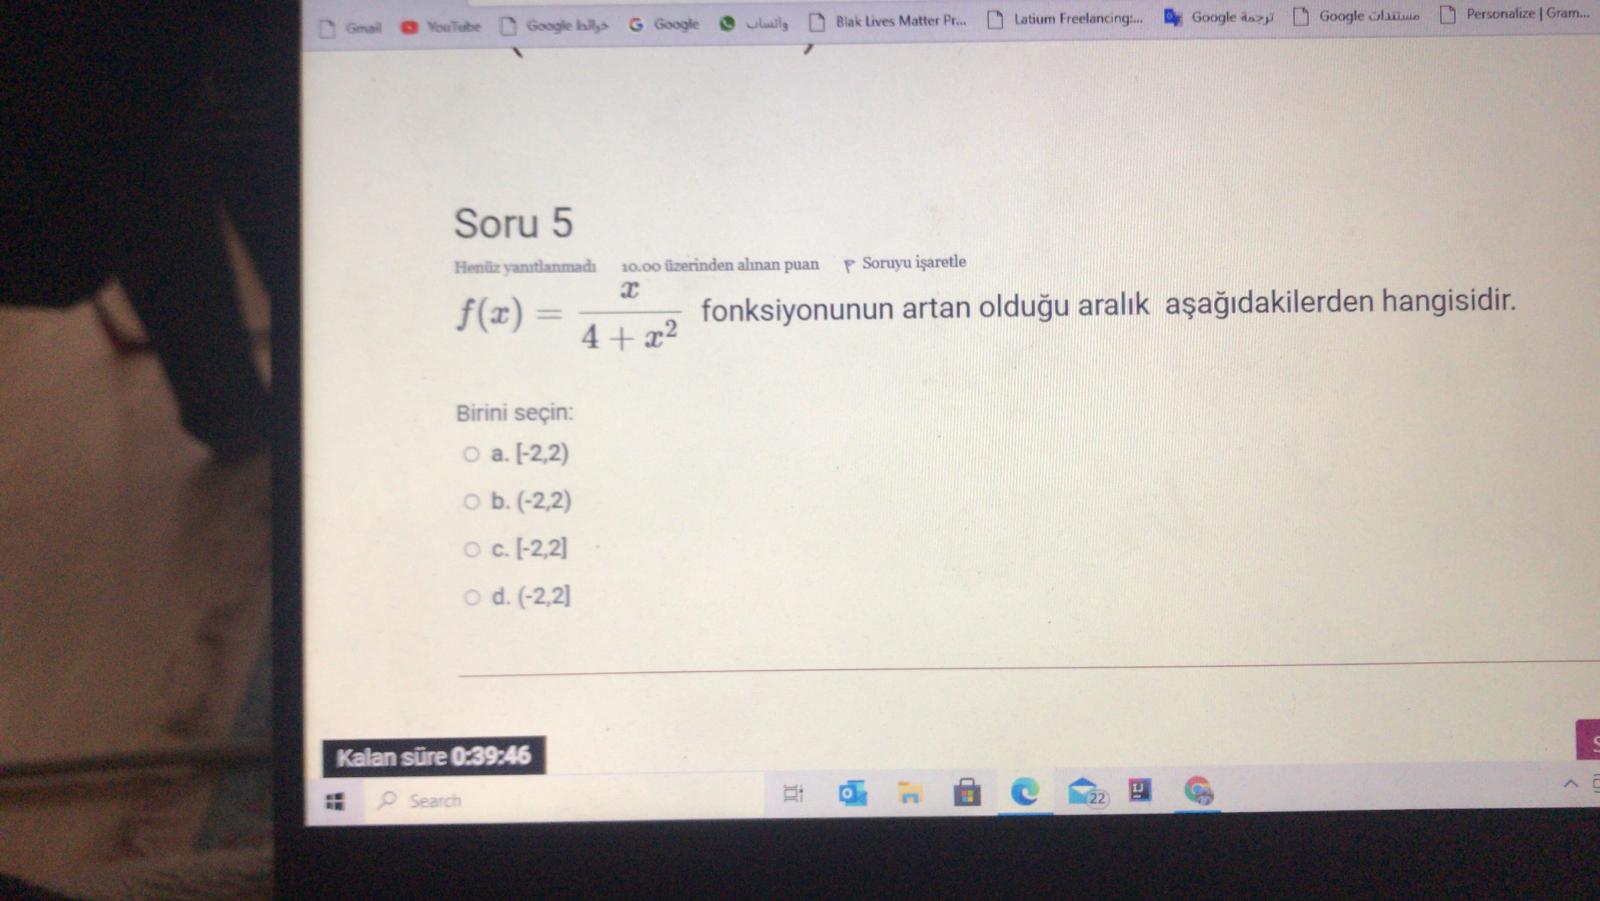 Gmail YouTube Google خرائط Google واتساب Blak Lives Matter Pr... Latium Freelancing:... Google ترجمة Google مستندات Personalize | Gram...
Soru 5
Henüz yanıtlanmadı 10.00 üzerinden alınan puan Soruyu işaretle
f(x) = x / 4 + x² fonksiyonunun artan olduğu aralık aşağıdakilerden hangisidir.
Birini seçin:
a. [-2,2)
b. (-2,2)
c. [-2,2]
d. (-2,2]
Kalan süre 0:39:46
Search
22